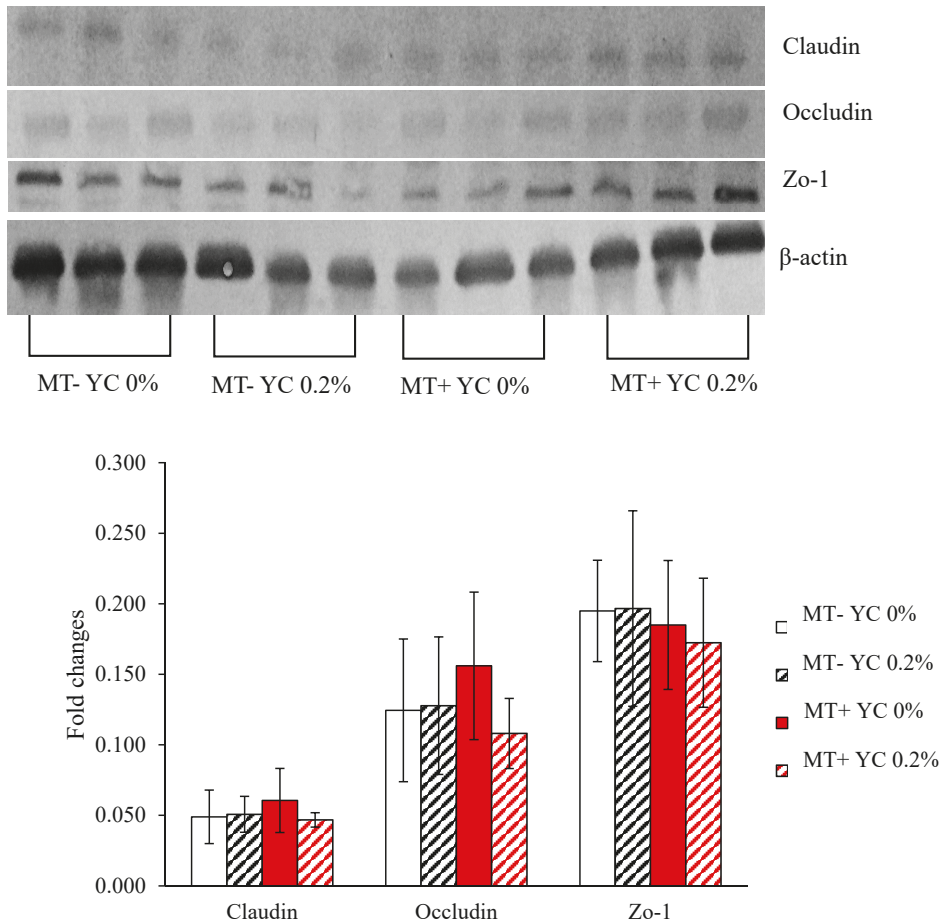 Claudin
Occludin
Zo-1
β-actin
MT- YC 0%
MT- YC 0.2%
MT+ YC 0%
MT+ YC 0.2%
0.300
0.250
0.200
0.150
0.100
0.050
0.000
Fold changes
Claudin
Occludin
Zo-1
MT- YC 0%
MT- YC 0.2%
MT+ YC 0%
MT+ YC 0.2%